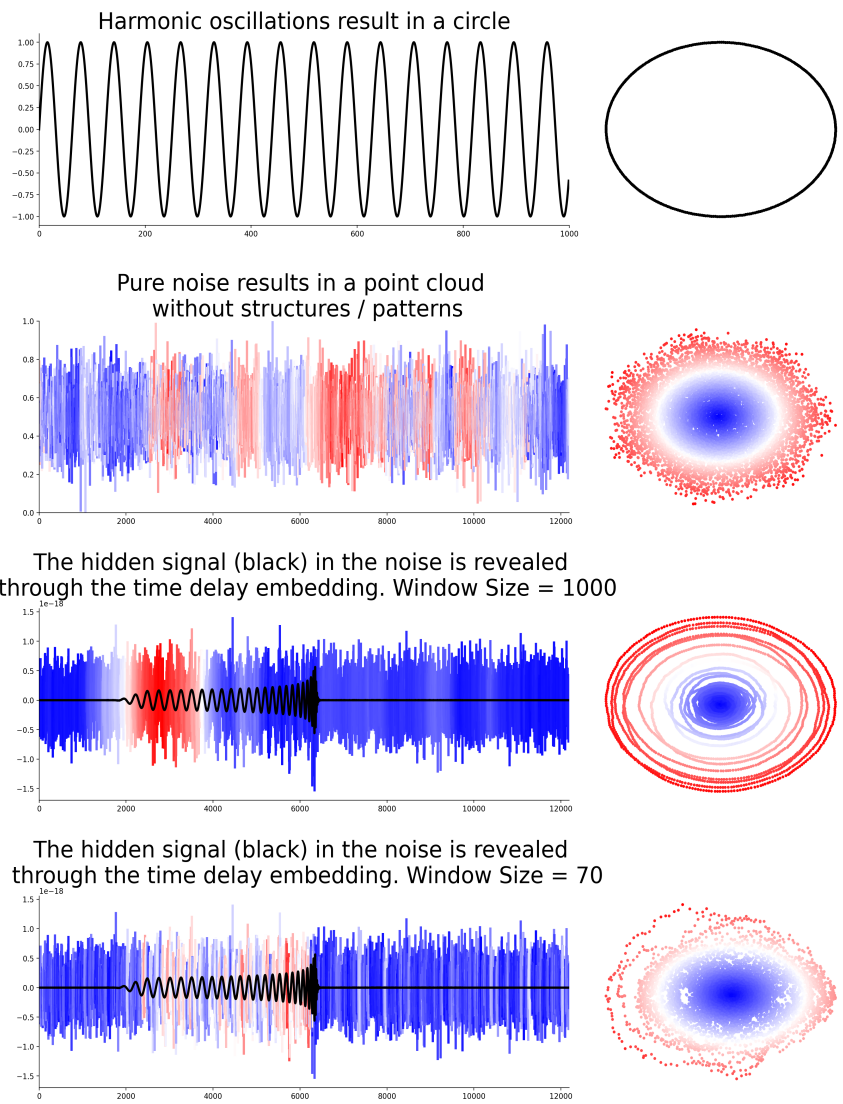 Harmonic oscillations result in a circle
1.00
0.75
0.50
0.25
0.00
−0.25
−0.50
−0.75
−1.00
0 200 400 600 800 1000
Pure noise results in a point cloud
without structures / patterns
1.0
0.8
0.6
0.4
0.2
0.0
0 2000 4000 6000 8000 10000 12000
The hidden signal (black) in the noise is revealed
through the time delay embedding. Window Size = 1000
1e−18
1.5
1.0
0.5
0.0
−0.5
−1.0
−1.5
0 2000 4000 6000 8000 10000 12000
The hidden signal (black) in the noise is revealed
through the time delay embedding. Window Size = 70
1e−18
1.5
1.0
0.5
0.0
−0.5
−1.0
−1.5
0 2000 4000 6000 8000 10000 12000